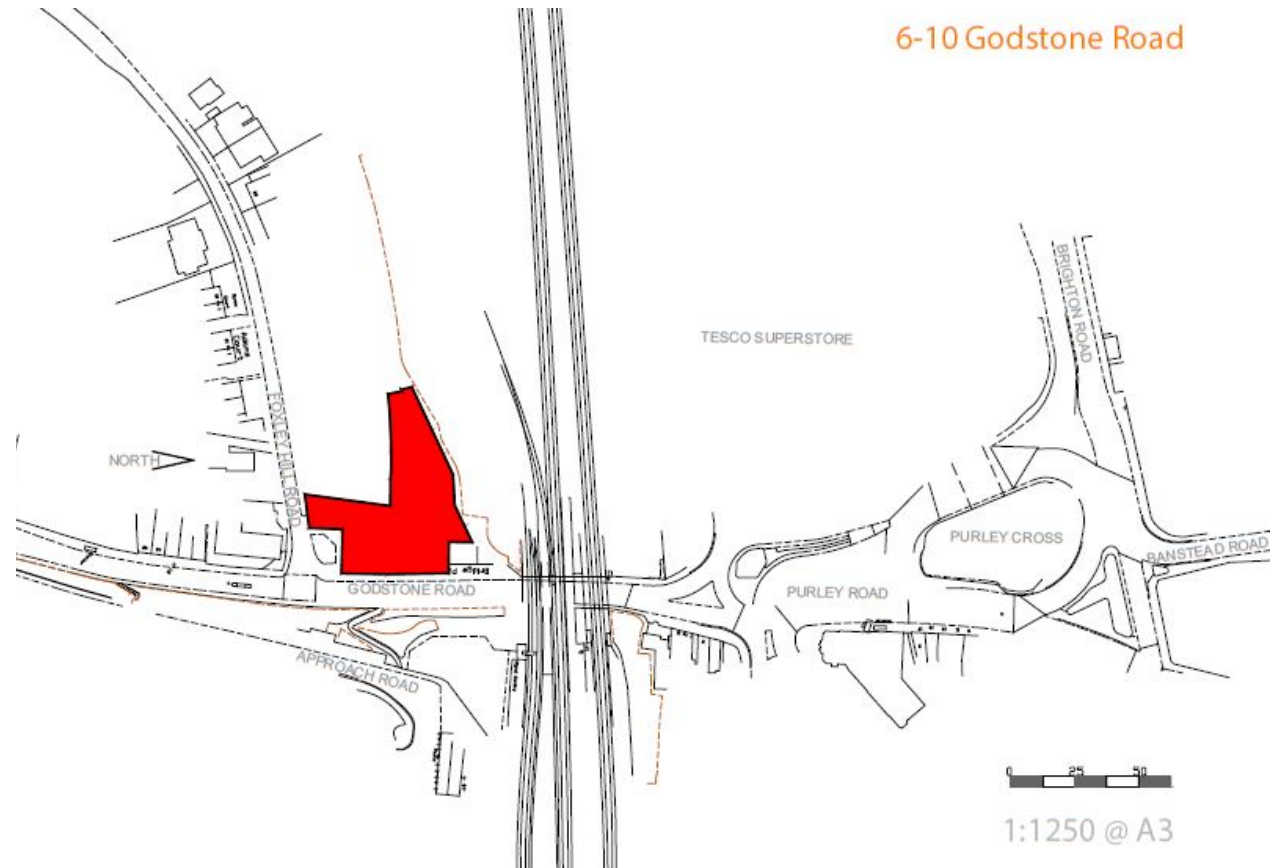 6-10 Godstone Road
BRIGHTON ROAD
TESCO SUPERSTORE
FOXLEY HILL ROAD
NORTH
PURLEY CROSS
BANSTEAD ROAD
GODSTONE ROAD
PURLEY ROAD
APPROACH ROAD
0 25 50
1:1250 @ A3